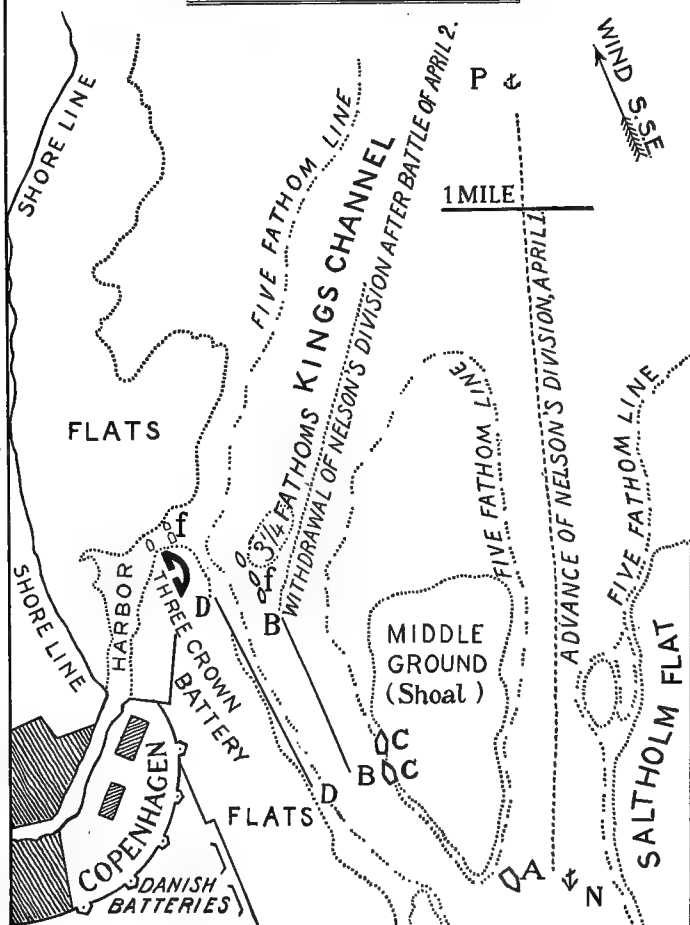 WIND S.SE
P
SHORE LINE
FIVE FATHOM LINE
KINGS CHANNEL
WITHDRAWAL OF NELSON'S DIVISION AFTER BATTLE OF APRIL 2.
1 MILE
ADVANCE OF NELSON'S DIVISION, APRIL 1.
FIVE FATHOM LINE
FIVE FATHOM LINE
FLATS
3¼ FATHOMS
f
f
HARBOR
THREE CROWN
BATTERY
D
B
MIDDLE
GROUND
(Shoal)
SHORE LINE
SALTHOLM FLAT
C
B C
D
FLATS
COPENHAGEN
A
N
DANISH
BATTERIES